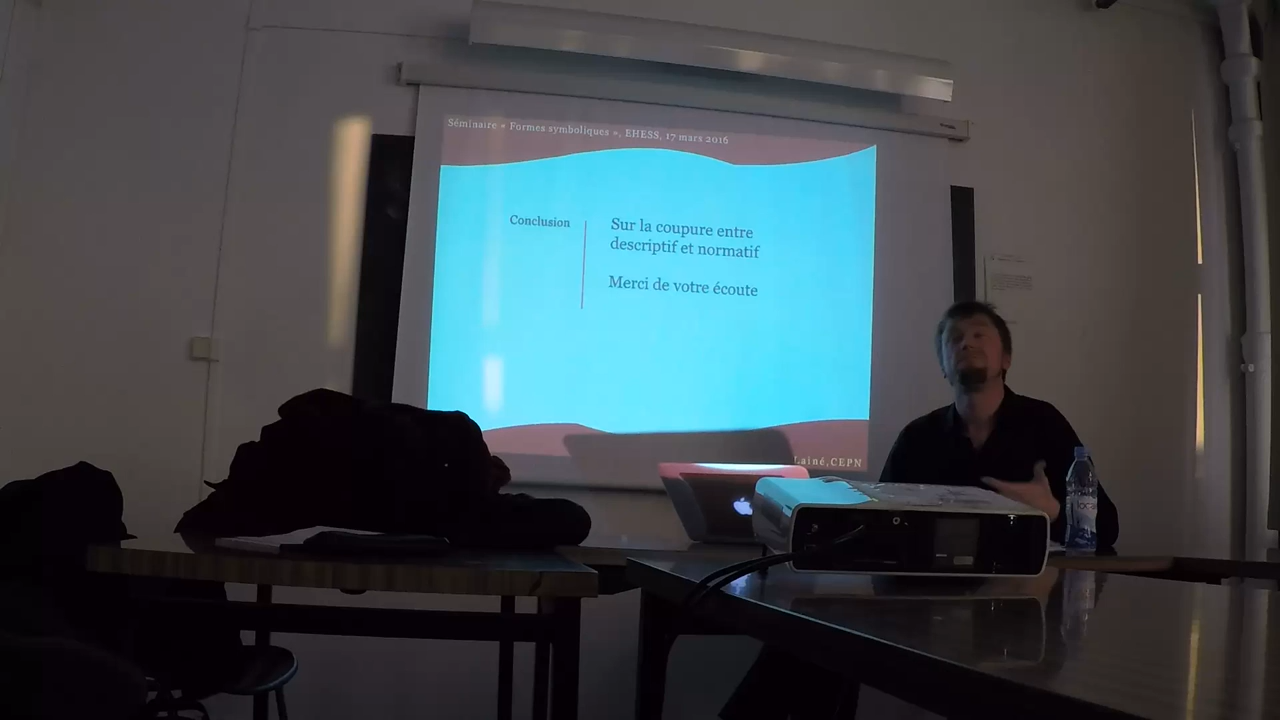 Séminaire « Formes symboliques », EHESS, 17 mars 2016
Conclusion
Sur la coupure entre
descriptif et normatif
Merci de votre écoute
Lainé, CEPN